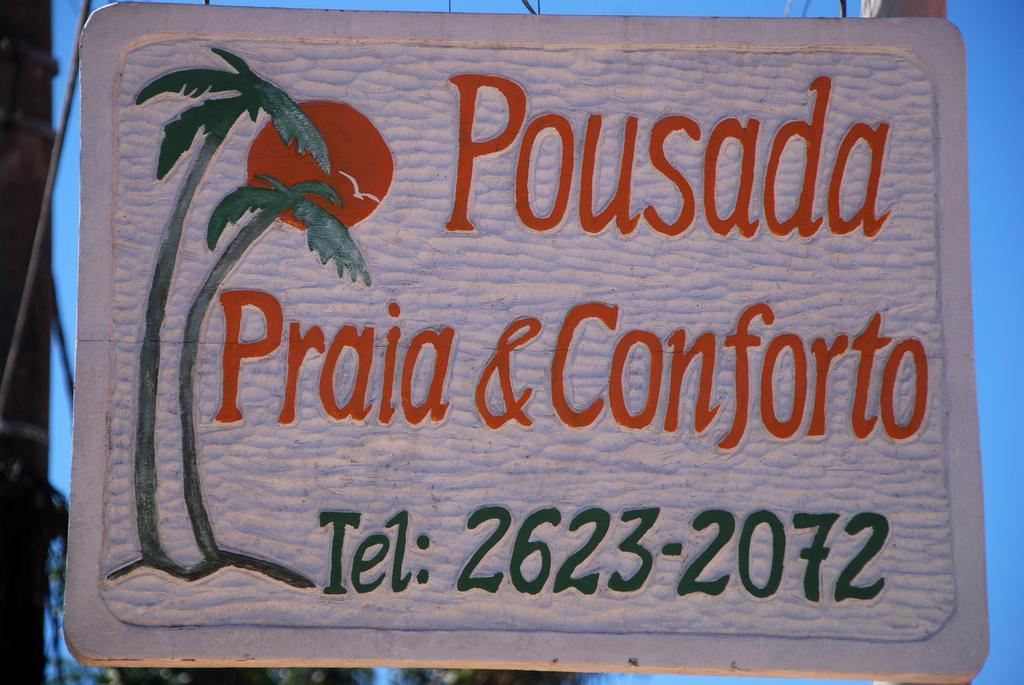 Pousada
Praia & Conforto
Tel: 2623-2072